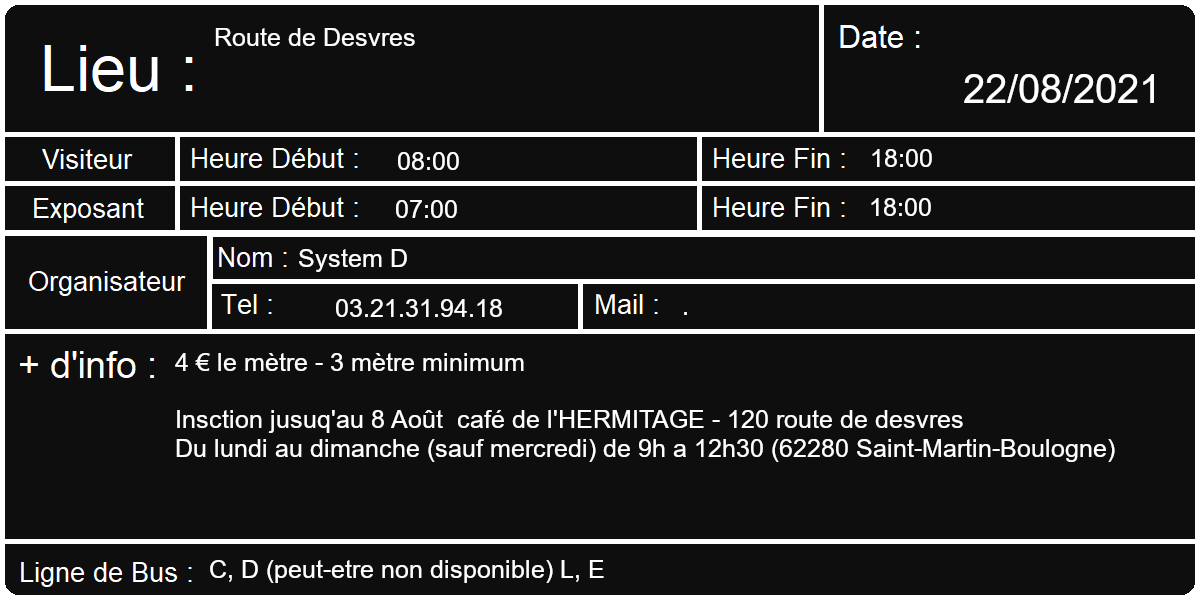 Lieu : Route de Desvres
Date :
22/08/2021
Visiteur Heure Début : 08:00 Heure Fin : 18:00
Exposant Heure Début : 07:00 Heure Fin : 18:00
Organisateur
Nom : System D
Tel : 03.21.31.94.18 Mail : .
+ d'info : 4 € le mètre - 3 mètre minimum
Insction jusuq'au 8 Août  café de l'HERMITAGE - 120 route de desvres
Du lundi au dimanche (sauf mercredi) de 9h a 12h30 (62280 Saint-Martin-Boulogne)
Ligne de Bus : C, D (peut-etre non disponible) L, E